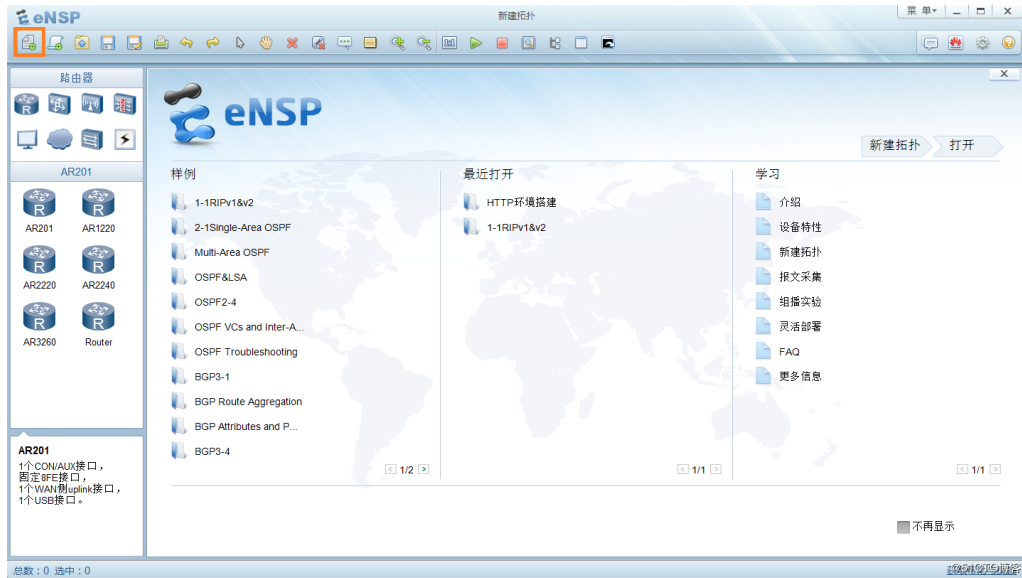 eNSP
新建拓扑
菜 单
路由器
AR201
AR201
AR1220
AR2220
AR2240
AR3260
Router
AR201
1个CON/AUX接口，
固定8FE接口，
1个WAN侧uplink接口，
1个USB接口。
eNSP
新建拓扑
打开
样例
1-1RIPv1&v2
2-1Single-Area OSPF
Multi-Area OSPF
OSPF&LSA
OSPF2-4
OSPF VCs and Inter-A...
OSPF Troubleshooting
BGP3-1
BGP Route Aggregation
BGP Attributes and P...
BGP3-4
< 1/2 >
最近打开
HTTP环境搭建
1-1RIPv1&v2
< 1/1 >
学习
介绍
设备特性
新建拓扑
报文采集
组播实验
灵活部署
FAQ
更多信息
< 1/1 >
不再显示
总数：0 选中：0
@51CTO博客